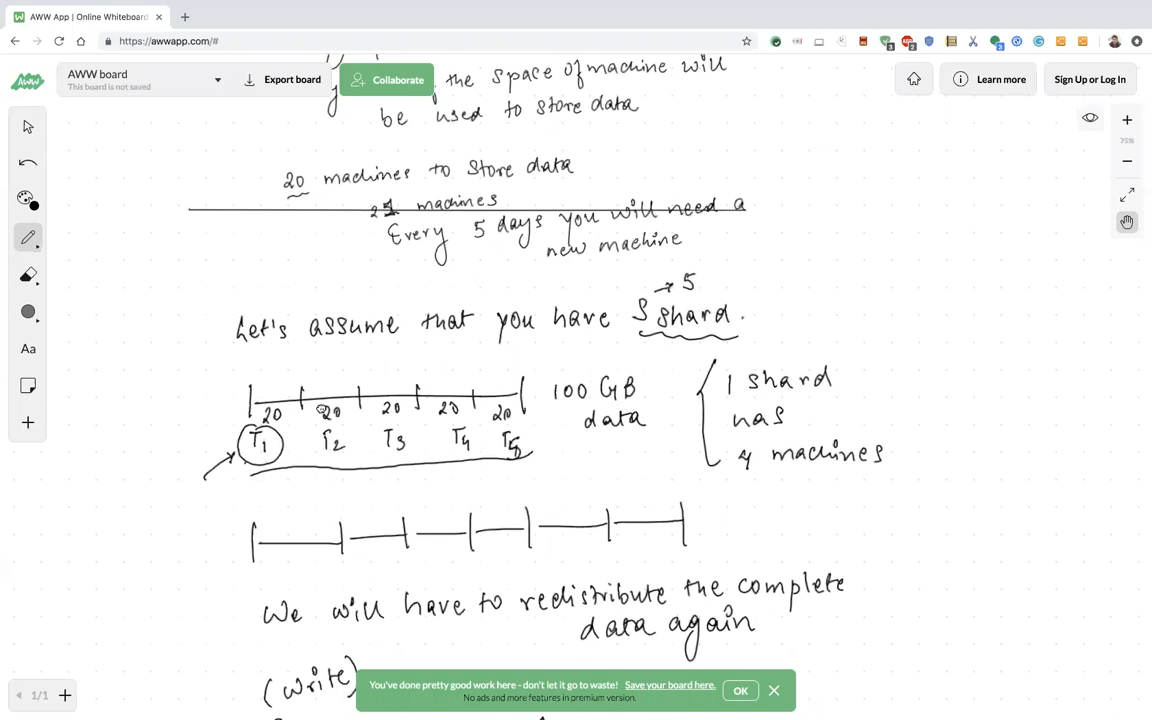 AWW App | Online Whiteboard
https://awwapp.com/#
AWW
AWW board
This board is not saved
Export board
Collaborate
Learn more
Sign Up or Log In
75%
the space of machine will
be used to store data
20 machines to store data
machines
Every 5 days you will need a
new machine
→ 5
Let's assume that you have S shard.
20 20 20 20 20
T1 T2 T3 T4 T5
100 GB
data
1 shard
has
4 machines
We will have to redistribute the complete
data again
(write)
Aa
1/1
You've done pretty good work here - don't let it go to waste! Save your board here.
No ads and more features in premium version.
OK